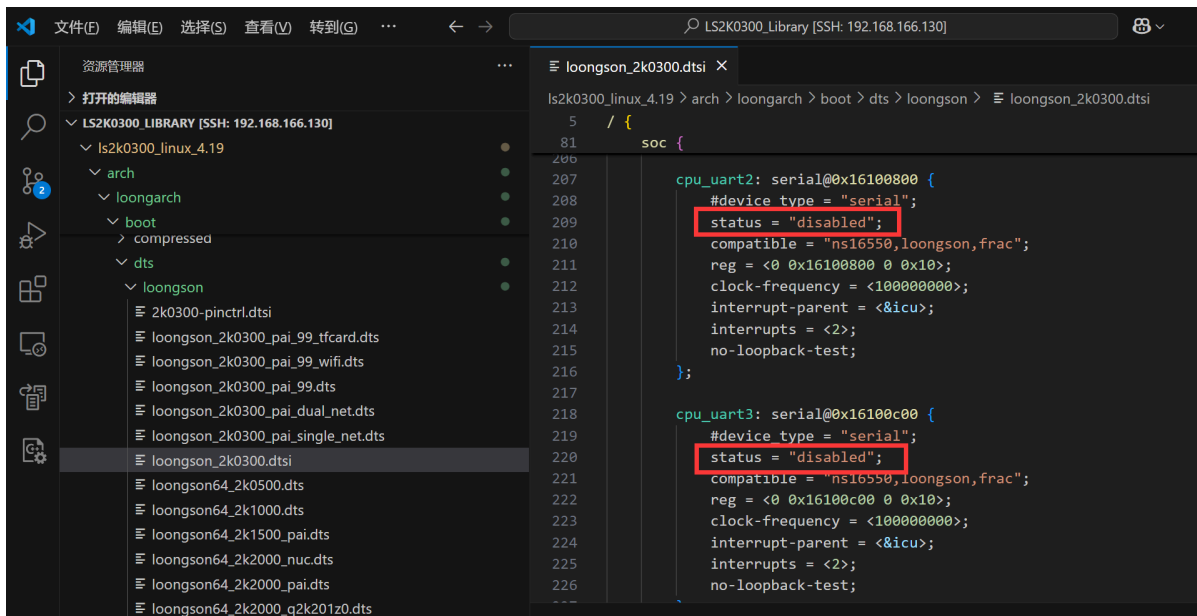 文件(F) 编辑(E) 选择(S) 查看(V) 转到(G) ··· ← → LS2K0300_Library [SSH: 192.168.166.130]
资源管理器 ···
> 打开的编辑器
LS2K0300_LIBRARY [SSH: 192.168.166.130]
ls2k0300_linux_4.19
arch
loongarch
boot
compressed
dts
loongson
2k0300-pinctrl.dtsi
loongson_2k0300_pai_99_tfcard.dts
loongson_2k0300_pai_99_wifi.dts
loongson_2k0300_pai_99.dts
loongson_2k0300_pai_dual_net.dts
loongson_2k0300_pai_single_net.dts
loongson_2k0300.dtsi
loongson64_2k0500.dts
loongson64_2k1000.dts
loongson64_2k1500_pai.dts
loongson64_2k2000_nuc.dts
loongson64_2k2000_pai.dts
loongson64_2k2000_q2k201z0.dts
2
loongson_2k0300.dtsi ×
ls2k0300_linux_4.19 > arch > loongarch > boot > dts > loongson > loongson_2k0300.dtsi
5 / {
81 soc {
206
207 cpu_uart2: serial@0x16100800 {
208 #device_type = "serial";
209 status = "disabled";
210 compatible = "ns16550,loongson,frac";
211 reg = <0 0x16100800 0 0x10>;
212 clock-frequency = <100000000>;
213 interrupt-parent = <&icu>;
214 interrupts = <2>;
215 no-loopback-test;
216 };
217
218 cpu_uart3: serial@0x16100c00 {
219 #device_type = "serial";
220 status = "disabled";
221 compatible = "ns16550,loongson,frac";
222 reg = <0 0x16100c00 0 0x10>;
223 clock-frequency = <100000000>;
224 interrupt-parent = <&icu>;
225 interrupts = <2>;
226 no-loopback-test;